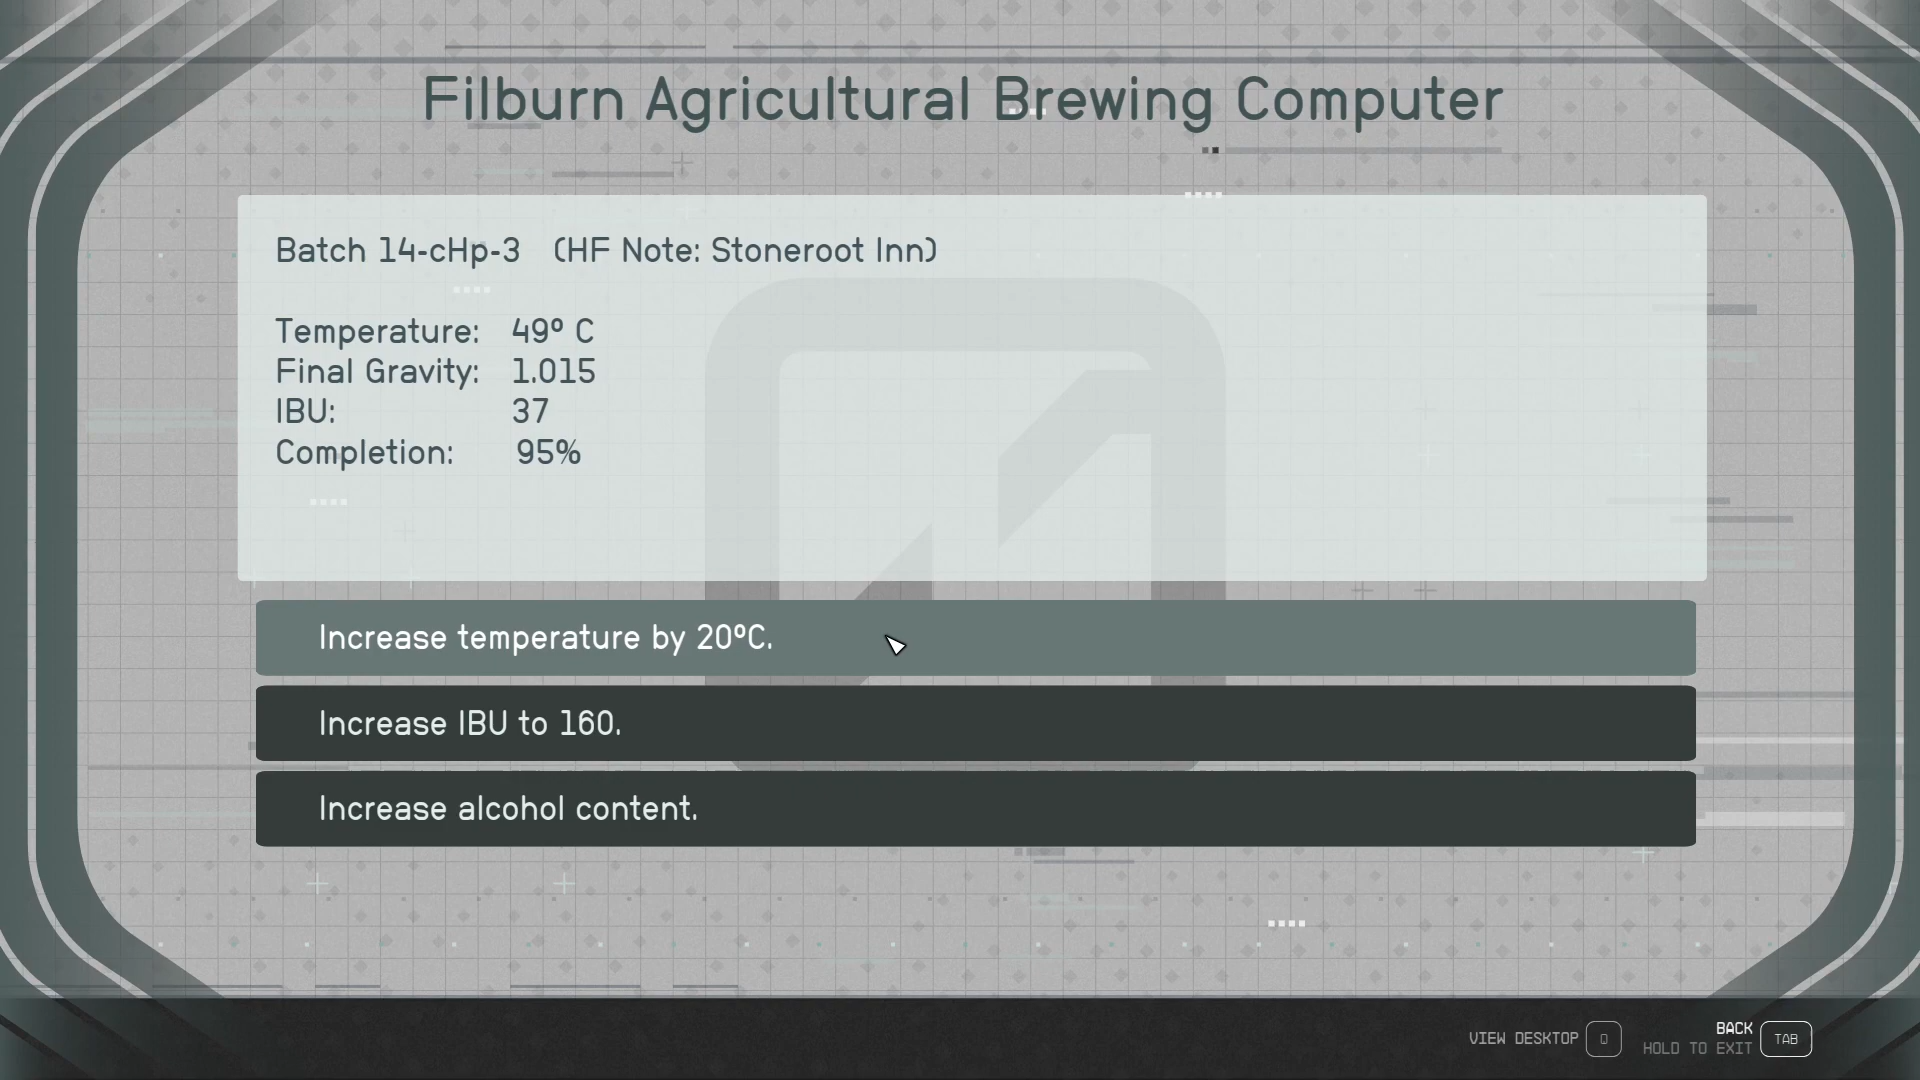 Filburn Agricultural Brewing Computer
Batch 14-cHp-3 (HF Note: Stoneroot Inn)
Temperature: 49º C
Final Gravity: 1.015
IBU: 37
Completion: 95%
Increase temperature by 20ºC.
Increase IBU to 160.
Increase alcohol content.
VIEW DESKTOP Q
BACK
HOLD TO EXIT TAB